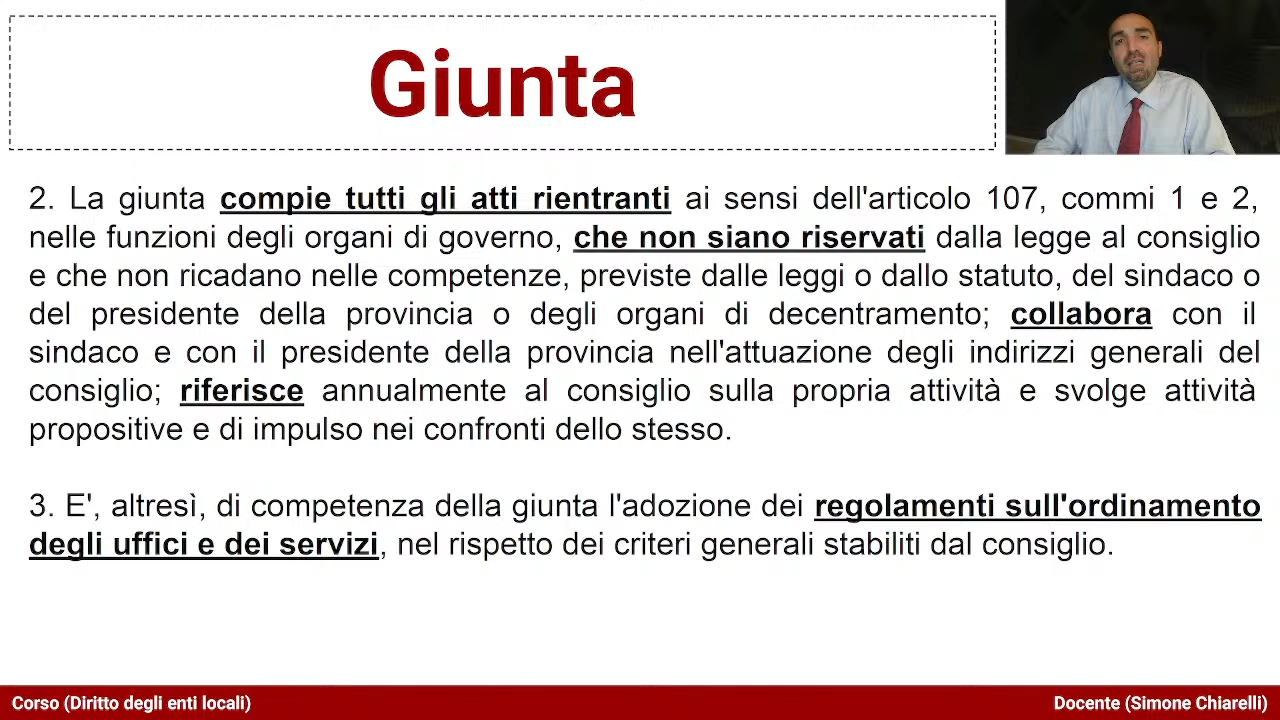 Giunta
2. La giunta compie tutti gli atti rientranti ai sensi dell'articolo 107, commi 1 e 2,
nelle funzioni degli organi di governo, che non siano riservati dalla legge al consiglio
e che non ricadano nelle competenze, previste dalle leggi o dallo statuto, del sindaco o
del presidente della provincia o degli organi di decentramento; collabora con il
sindaco e con il presidente della provincia nell'attuazione degli indirizzi generali del
consiglio; riferisce annualmente al consiglio sulla propria attività e svolge attività
propositive e di impulso nei confronti dello stesso.
3. E', altresì, di competenza della giunta l'adozione dei regolamenti sull'ordinamento
degli uffici e dei servizi, nel rispetto dei criteri generali stabiliti dal consiglio.
Corso (Diritto degli enti locali)
Docente (Simone Chiarelli)